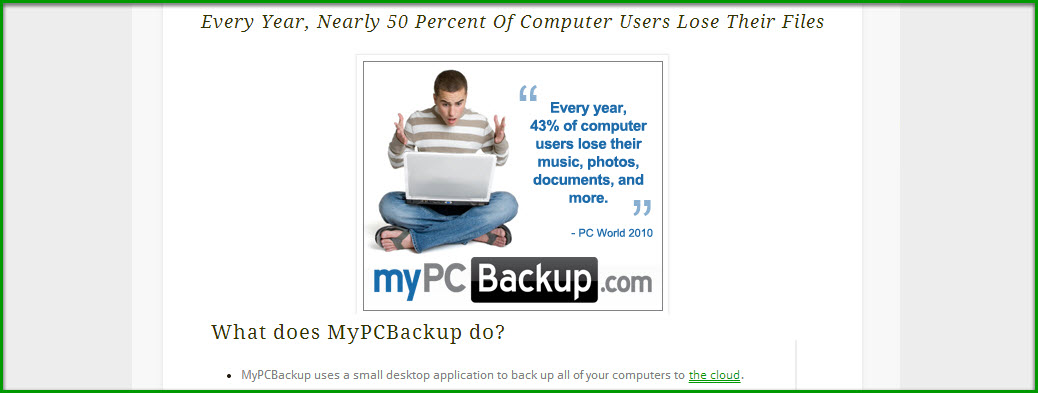 Every Year, Nearly 50 Percent Of Computer Users Lose Their Files
“ Every year,
43% of computer
users lose their
music, photos,
documents, and
more. ”
- PC World 2010
myPCBackup.com
What does MyPCBackup do?
• MyPCBackup uses a small desktop application to back up all of your computers to the cloud.